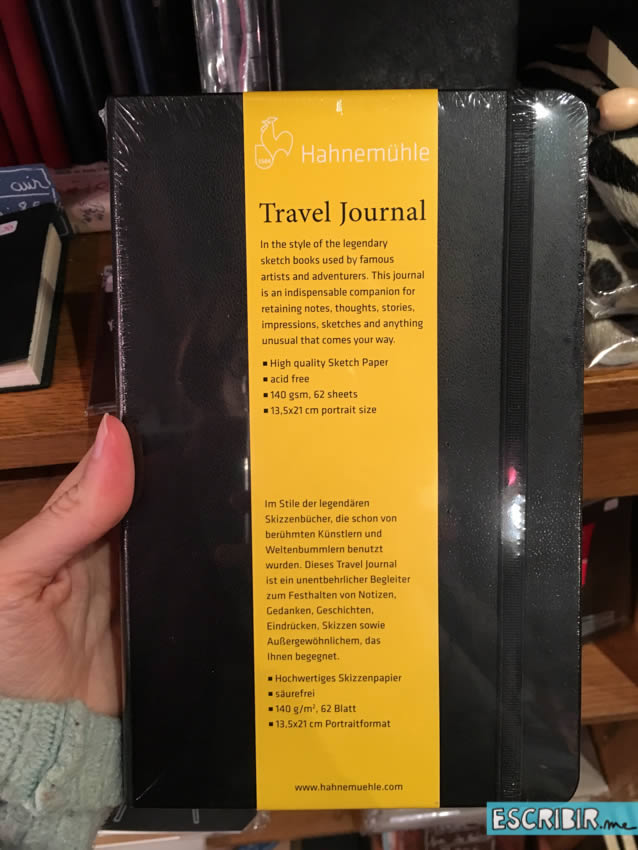 1584
Hahnemühle
Travel Journal
In the style of the legendary
sketch books used by famous
artists and adventurers. This journal
is an indispensable companion for
retaining notes, thoughts, stories,
impressions, sketches and anything
unusual that comes your way.
▪ High quality Sketch Paper
▪ acid free
▪ 140 gsm, 62 sheets
▪ 13,5x21 cm portrait size
Im Stile der legendären
Skizzenbücher, die schon von
berühmten Künstlern und
Weltenbummlern benutzt
wurden. Dieses Travel Journal
ist ein unentbehrlicher Begleiter
zum Festhalten von Notizen,
Gedanken, Geschichten,
Eindrücken, Skizzen sowie
Außergewöhnlichem, das
Ihnen begegnet.
▪ Hochwertiges Skizzenpapier
▪ säurefrei
▪ 140 g/m², 62 Blatt
▪ 13,5x21 cm Portraitformat
www.hahnemuehle.com
ESCRIBIR.me